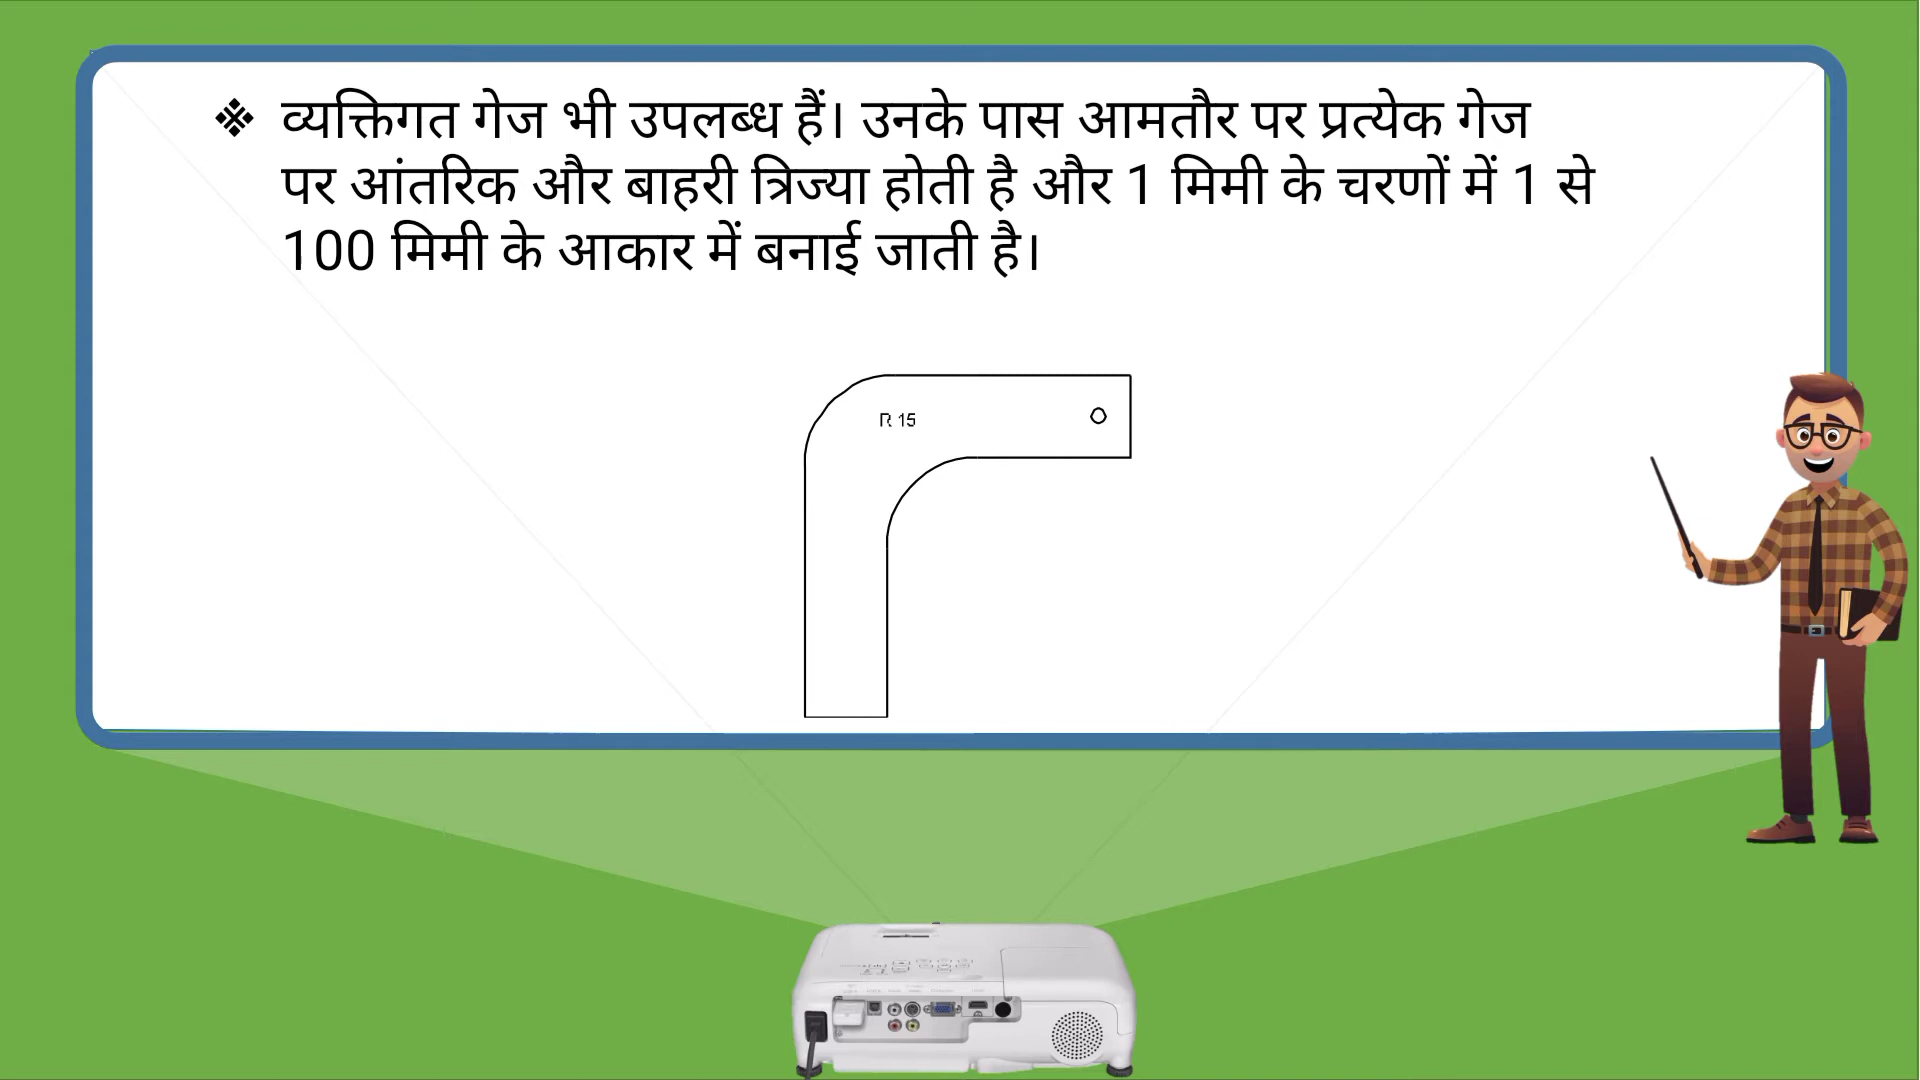 ❖ व्यक्तिगत गेज भी उपलब्ध हैं। उनके पास आमतौर पर प्रत्येक गेज
पर आंतरिक और बाहरी त्रिज्या होती है और 1 मिमी के चरणों में 1 से
100 मिमी के आकार में बनाई जाती है।
R 15